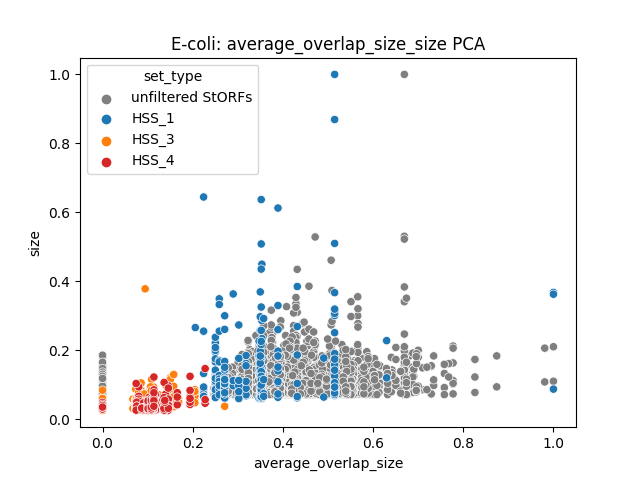 E-coli: average_overlap_size_size PCA
set_type
unfiltered StORFs
HSS_1
HSS_3
HSS_4
size
1.0
0.8
0.6
0.4
0.2
0.0
0.0 0.2 0.4 0.6 0.8 1.0
average_overlap_size